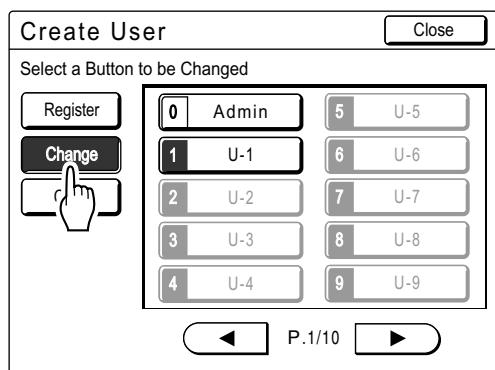 Create User
Close
Select a Button to be Changed
Register
Change
0 Admin
1 U-1
2 U-2
3 U-3
4 U-4
5 U-5
6 U-6
7 U-7
8 U-8
9 U-9
◀ P.1/10 ▶